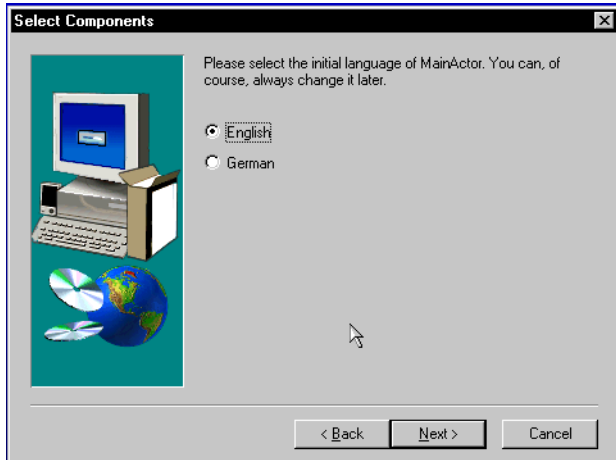 Select Components
Please select the initial language of MainActor. You can, of
course, always change it later.
English
German
< Back
Next >
Cancel